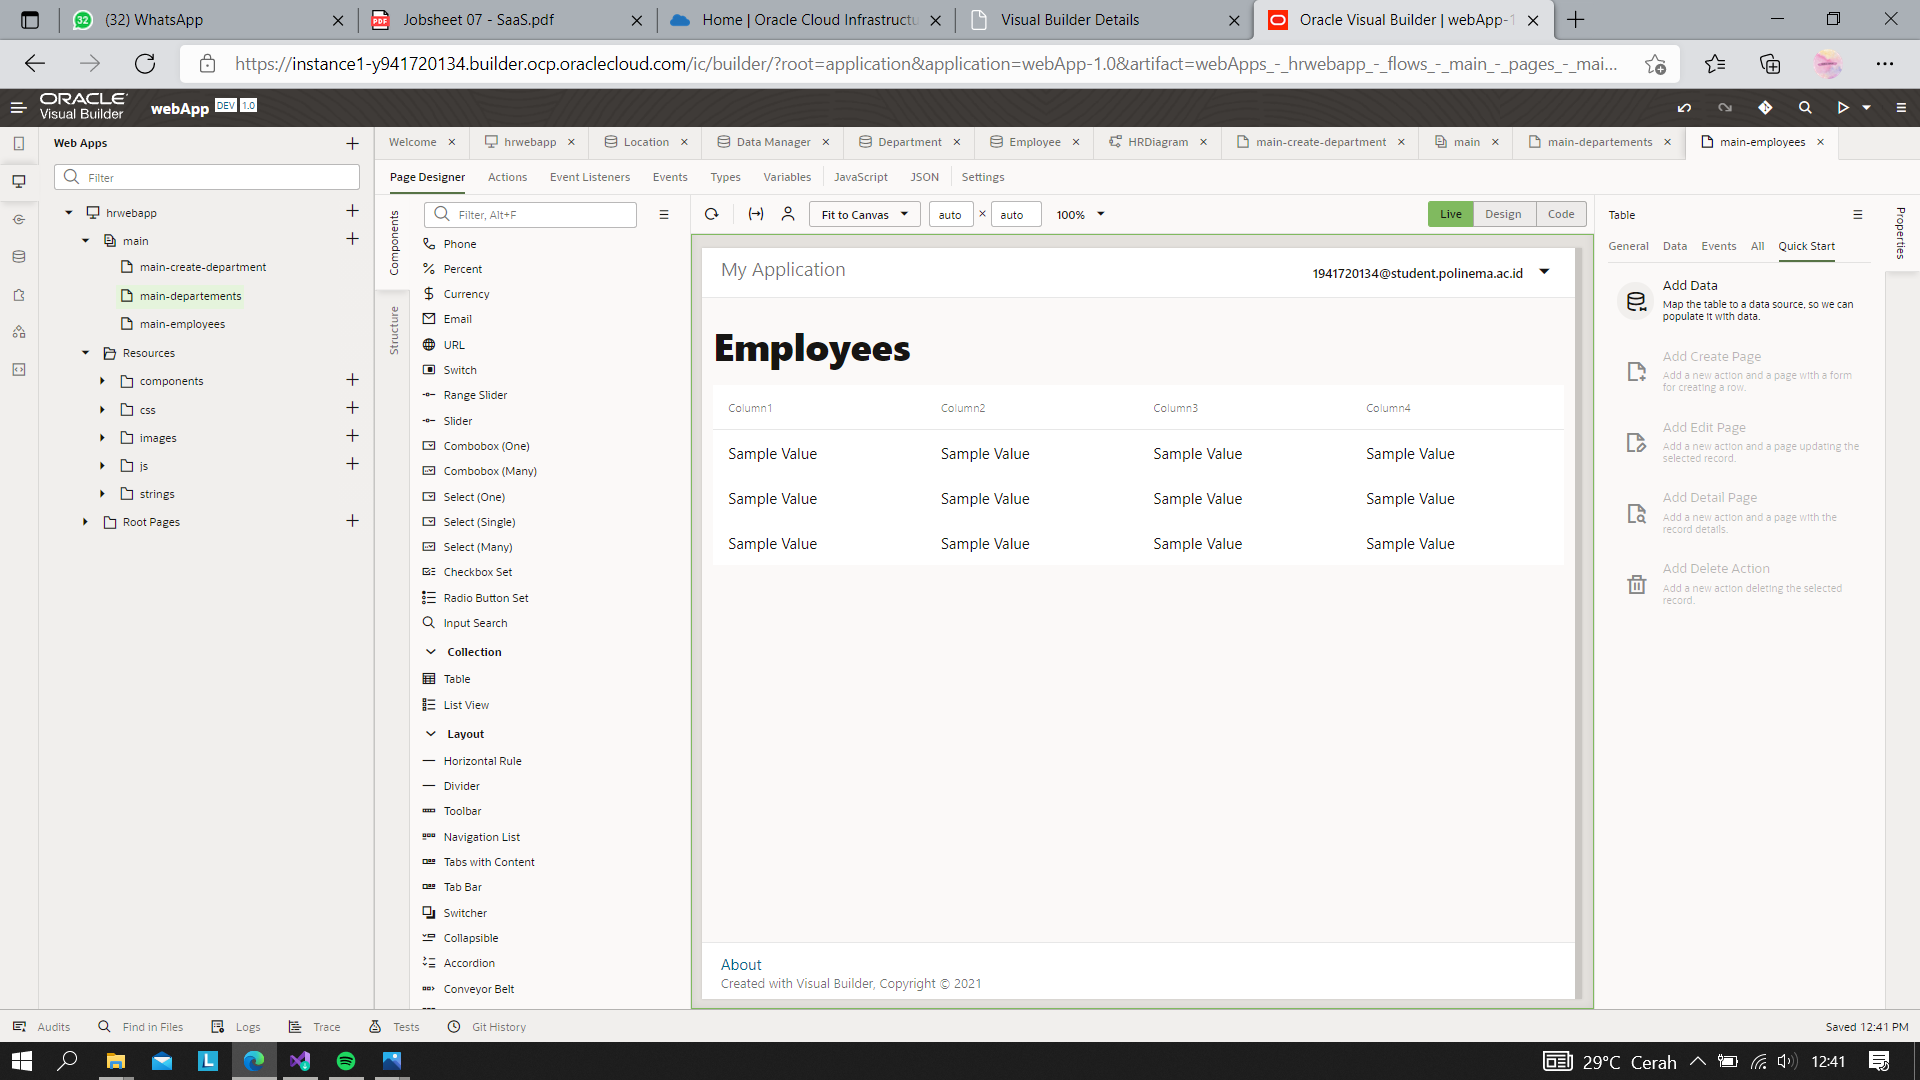 (32) WhatsApp
Jobsheet 07 - SaaS.pdf
Home | Oracle Cloud Infrastructu
Visual Builder Details
Oracle Visual Builder | webApp-1
https://instance1-y941720134.builder.ocp.oraclecloud.com/ic/builder/?root=application&application=webApp-1.0&artifact=webApps_-_hrwebapp_-_flows_-_main_-_pages_-_mai...
ORACLE
Visual Builder
webApp DEV 1.0
Web Apps
Filter
hrwebapp
main
main-create-department
main-departements
main-employees
Resources
components
css
images
js
strings
Root Pages
Welcome
hrwebapp
Location
Data Manager
Department
Employee
HRDiagram
main-create-department
main
main-departements
main-employees
Page Designer
Actions
Event Listeners
Events
Types
Variables
JavaScript
JSON
Settings
Components
Structure
Filter, Alt+F
Phone
Percent
Currency
Email
URL
Switch
Range Slider
Slider
Combobox (One)
Combobox (Many)
Select (One)
Select (Single)
Select (Many)
Checkbox Set
Radio Button Set
Input Search
Collection
Table
List View
Layout
Horizontal Rule
Divider
Toolbar
Navigation List
Tabs with Content
Tab Bar
Switcher
Collapsible
Accordion
Conveyor Belt
Fit to Canvas
auto × auto
100%
Live
Design
Code
My Application
1941720134@student.polinema.ac.id
Employees
Column1 Column2 Column3 Column4
Sample Value Sample Value Sample Value Sample Value
Sample Value Sample Value Sample Value Sample Value
Sample Value Sample Value Sample Value Sample Value
About
Created with Visual Builder, Copyright © 2021
Table
General
Data
Events
All
Quick Start
Properties
Add Data
Map the table to a data source, so we can
populate it with data.
Add Create Page
Add a new action and a page with a form
for creating a row.
Add Edit Page
Add a new action and a page updating the
selected record.
Add Detail Page
Add a new action and a page with the
record details.
Add Delete Action
Add a new action deleting the selected
record.
Audits
Find in Files
Logs
Trace
Tests
Git History
Saved 12:41 PM
29°C Cerah
12:41